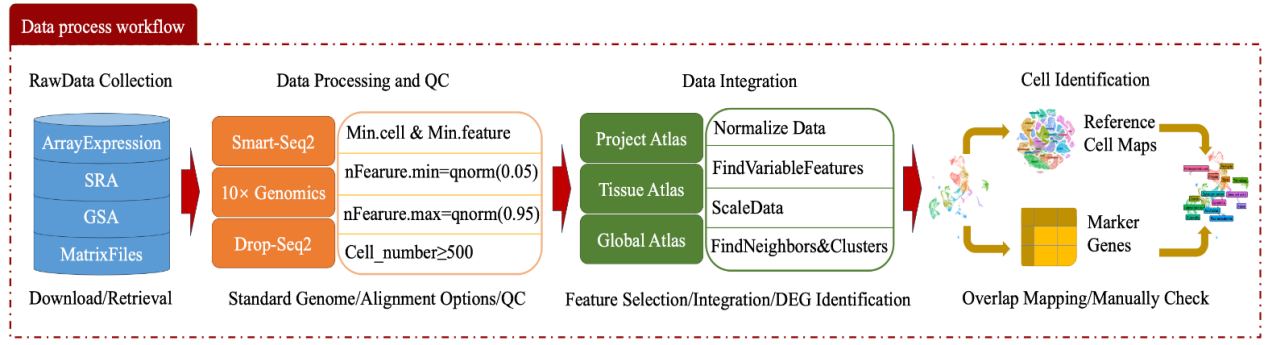 Data process workflow
RawData Collection
ArrayExpression
SRA
GSA
MatrixFiles
Download/Retrieval
Data Processing and QC
Smart-Seq2
10× Genomics
Drop-Seq2
Min.cell & Min.feature
nFearure.min=qnorm(0.05)
nFearure.max=qnorm(0.95)
Cell_number≥500
Standard Genome/Alignment Options/QC
Data Integration
Project Atlas
Tissue Atlas
Global Atlas
Normalize Data
FindVariableFeatures
ScaleData
FindNeighbors&Clusters
Feature Selection/Integration/DEG Identification
Cell Identification
Reference
Cell Maps
Marker
Genes
Overlap Mapping/Manually Check